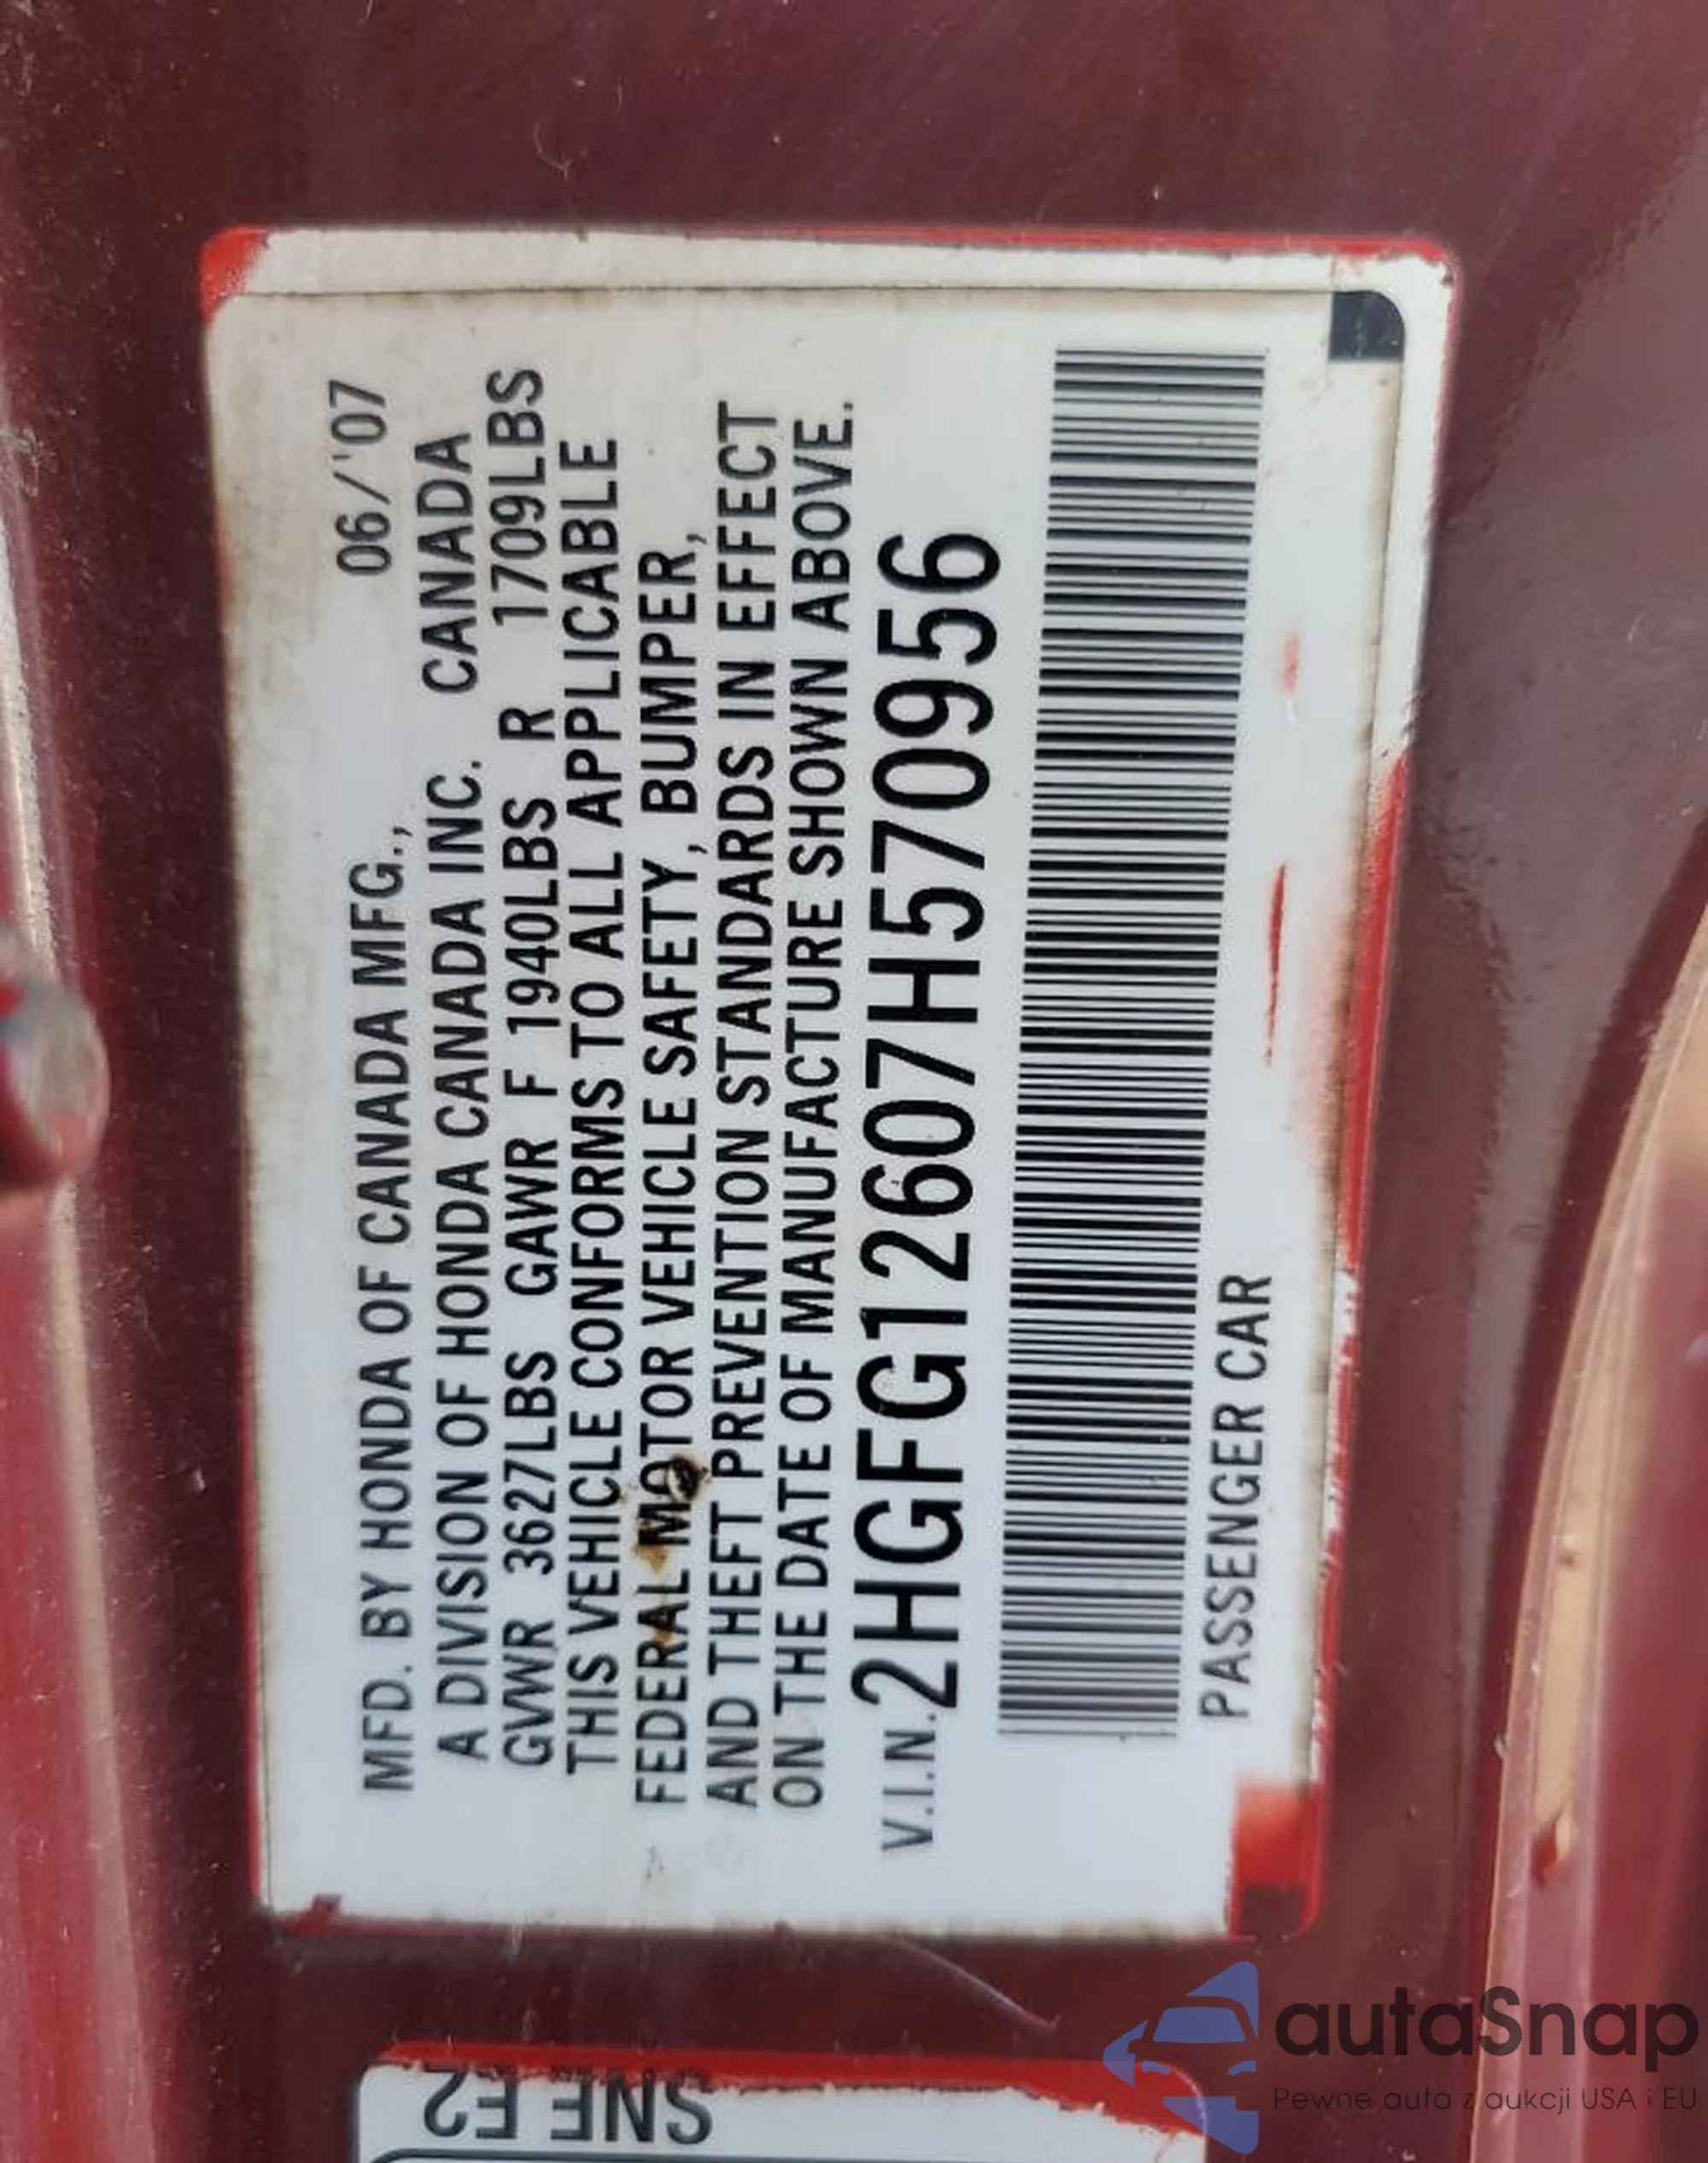 06/'07
MFD. BY HONDA OF CANADA MFG.,
A DIVISION OF HONDA CANADA INC. CANADA
GVWR 3627LBS GAWR F 1940LBS R 1709LBS
THIS VEHICLE CONFORMS TO ALL APPLICABLE
FEDERAL MOTOR VEHICLE SAFETY, BUMPER,
AND THEFT PREVENTION STANDARDS IN EFFECT
ON THE DATE OF MANUFACTURE SHOWN ABOVE.
V.I.N. 2HGFG12607H570956
PASSENGER CAR
autaSnap
Pewne auta z aukcji USA i EU